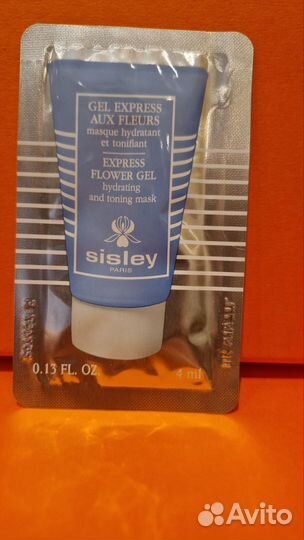 GEL EXPRESS
AUX FLEURS
masque hydratant
et tonifiant
EXPRESS
FLOWER GEL
hydrating
and toning mask
sisley
PARIS
0.13 FL. OZ.
4 ml
Avito